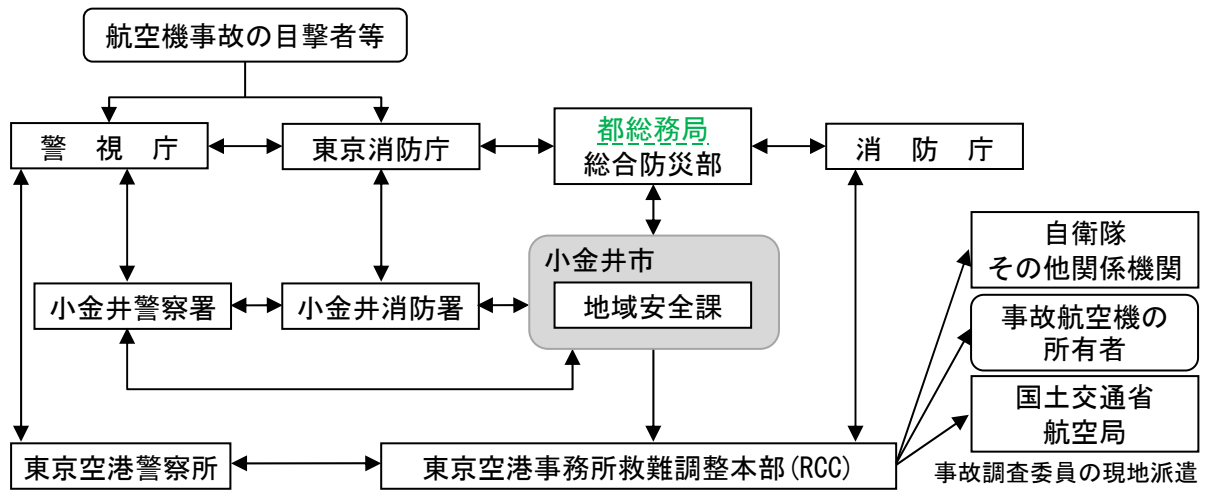 航空機事故の目撃者等
警 視 庁
東京消防庁
都総務局
総合防災部
消 防 庁
小金井市
地域安全課
小金井警察署
小金井消防署
自衛隊
その他関係機関
事故航空機の
所有者
国土交通省
航空局
東京空港警察所
東京空港事務所救難調整本部(RCC)
事故調査委員の現地派遣